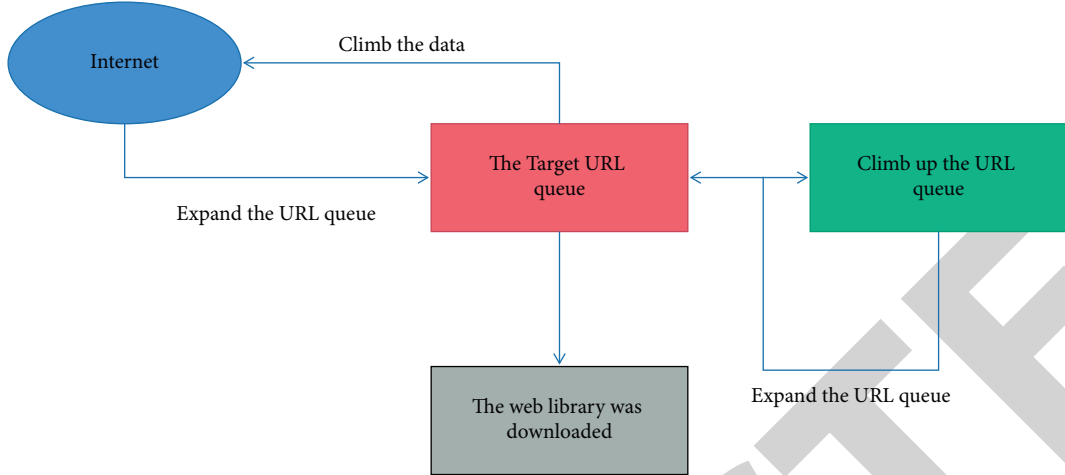 Climb the data
Internet
The Target URL
queue
Climb up the URL
queue
Expand the URL queue
The web library was
downloaded
Expand the URL queue